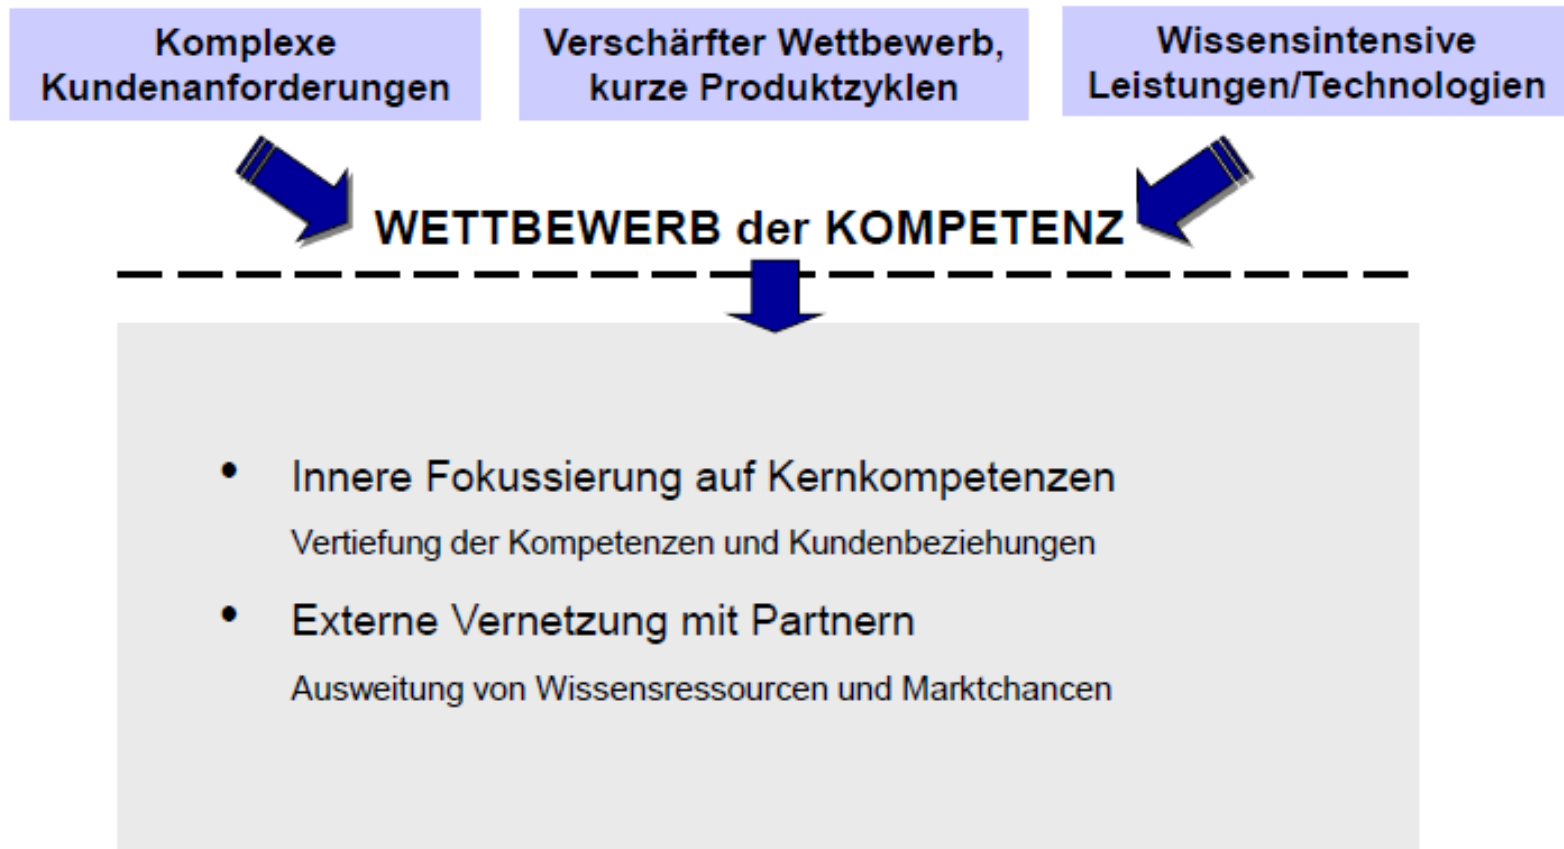 Komplexe
Kundenanforderungen
Verschärfter Wettbewerb,
kurze Produktzyklen
Wissensintensive
Leistungen/Technologien
WETTBEWERB der KOMPETENZ
• Innere Fokussierung auf Kernkompetenzen
Vertiefung der Kompetenzen und Kundenbeziehungen
• Externe Vernetzung mit Partnern
Ausweitung von Wissensressourcen und Marktchancen